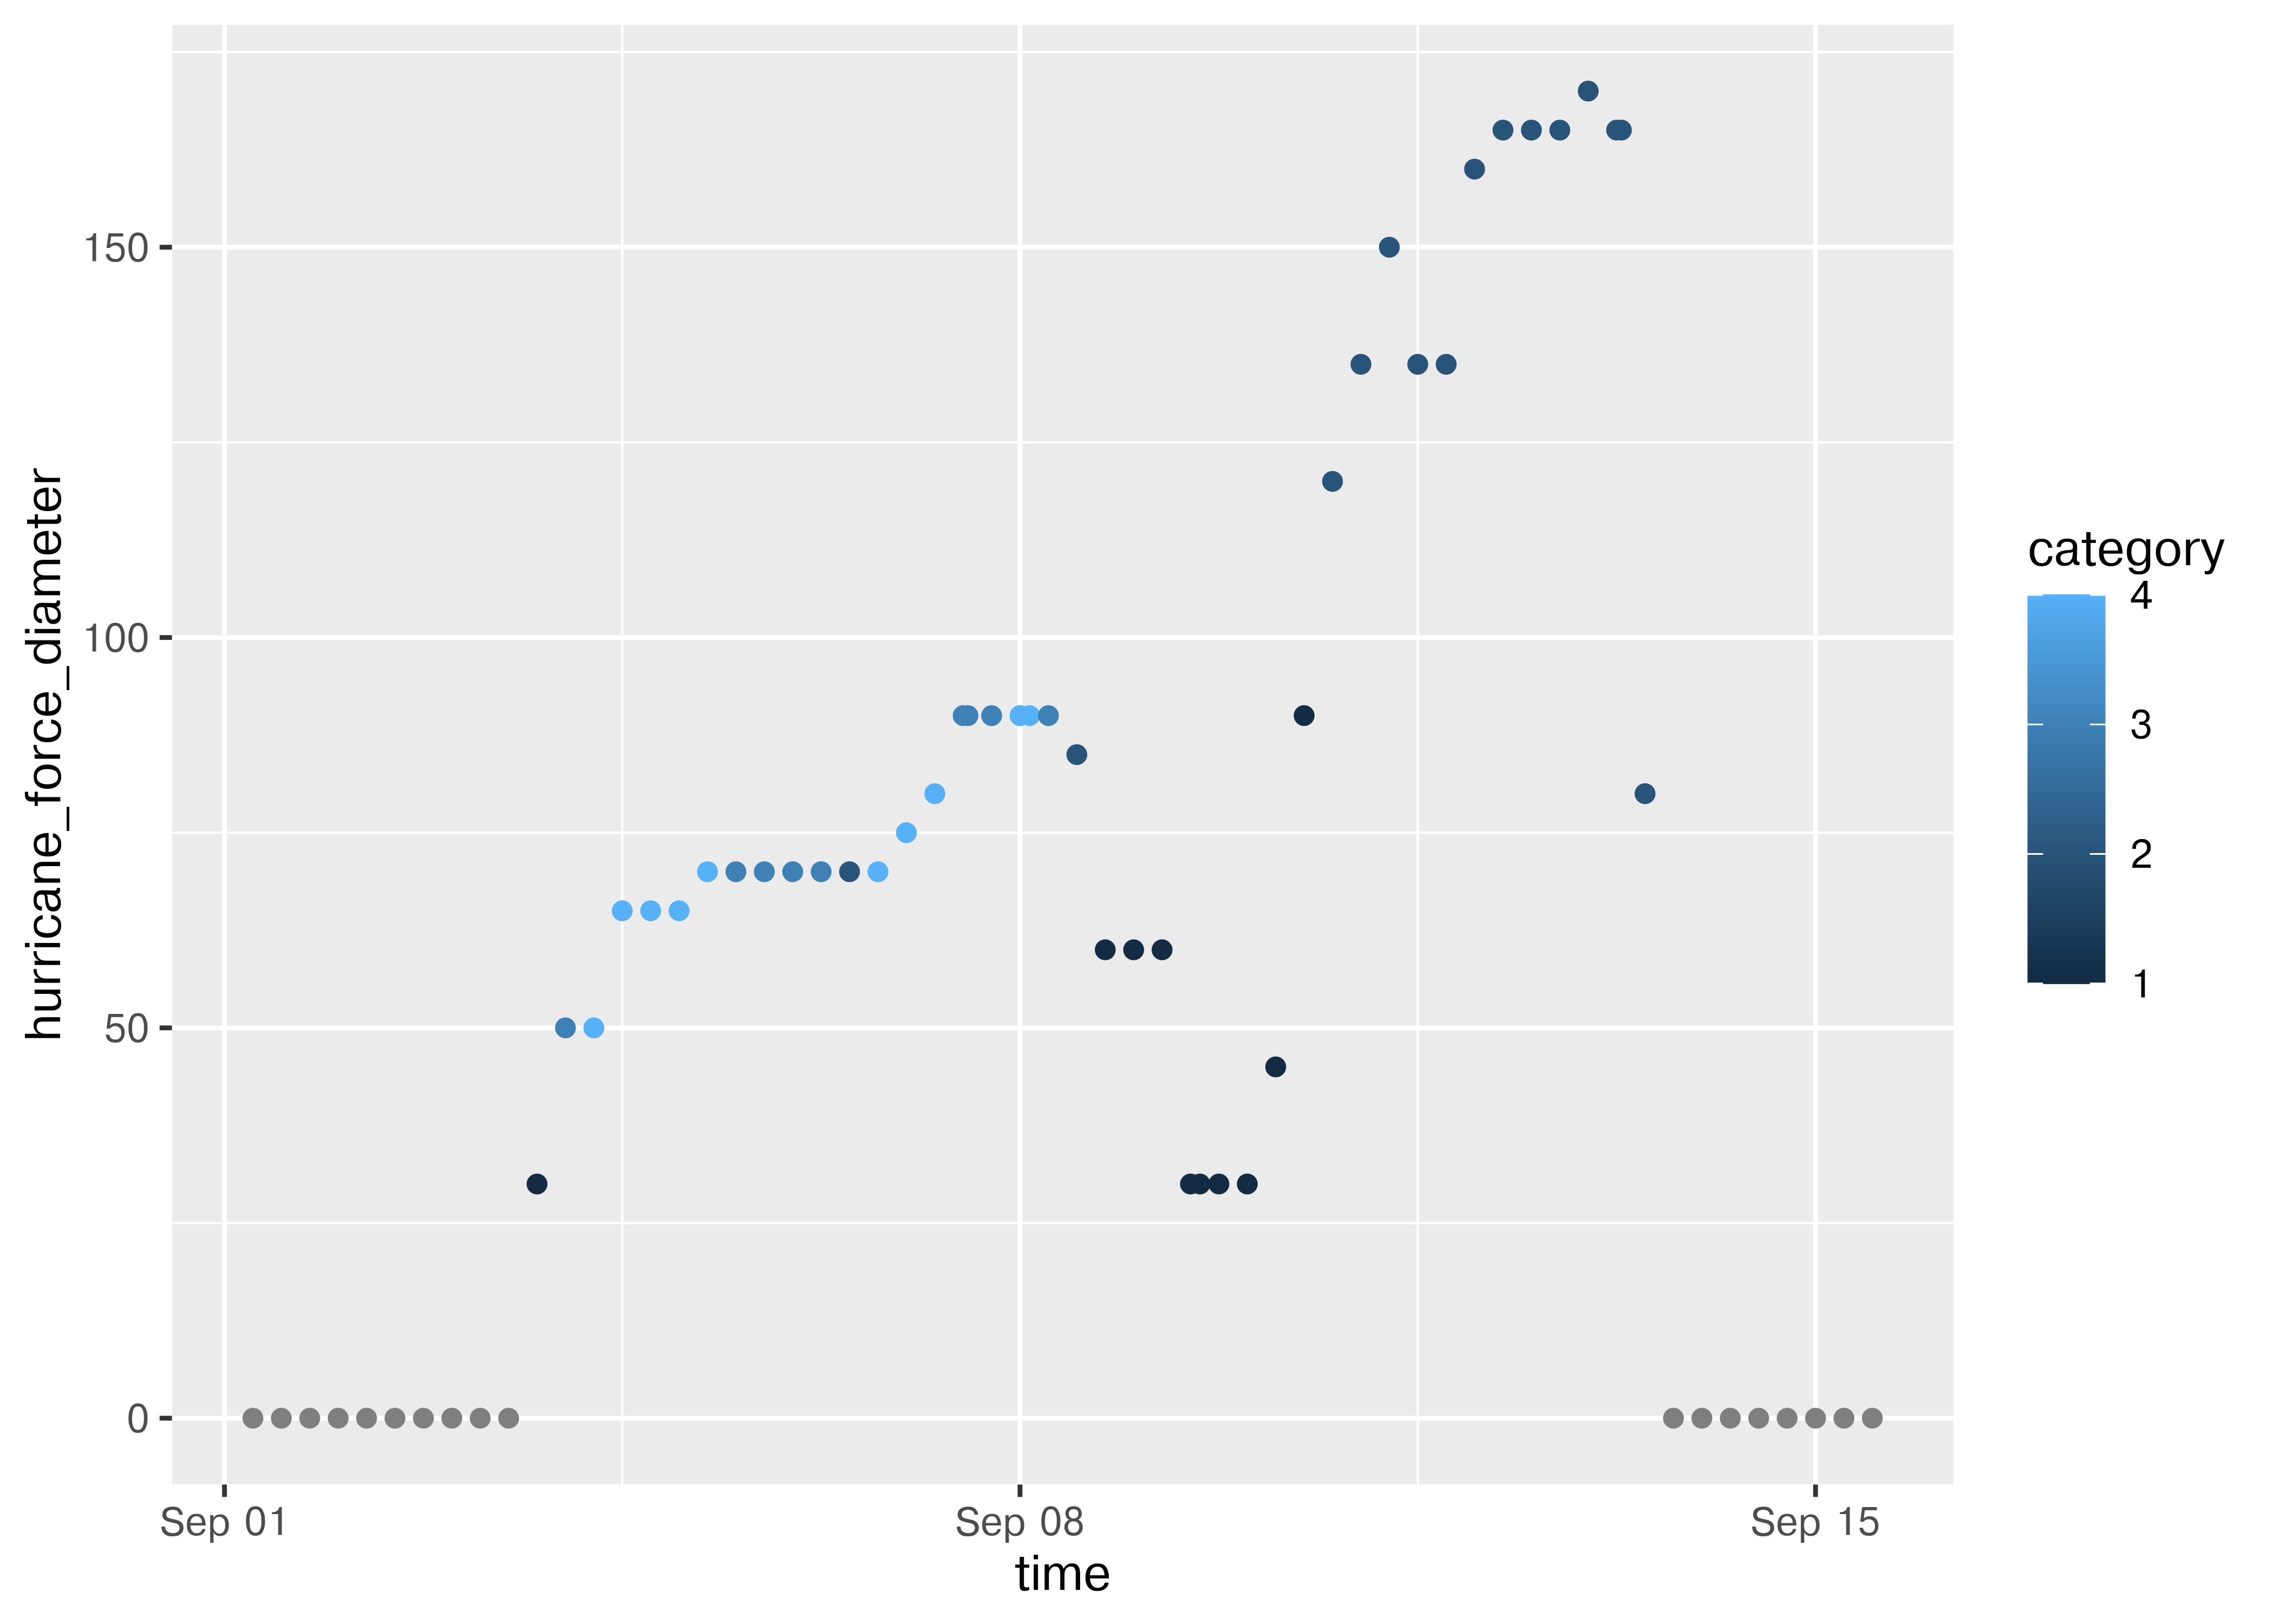 hurricane_force_diameter
150
100
50
0
Sep 01
Sep 08
Sep 15
time
category
4
3
2
1